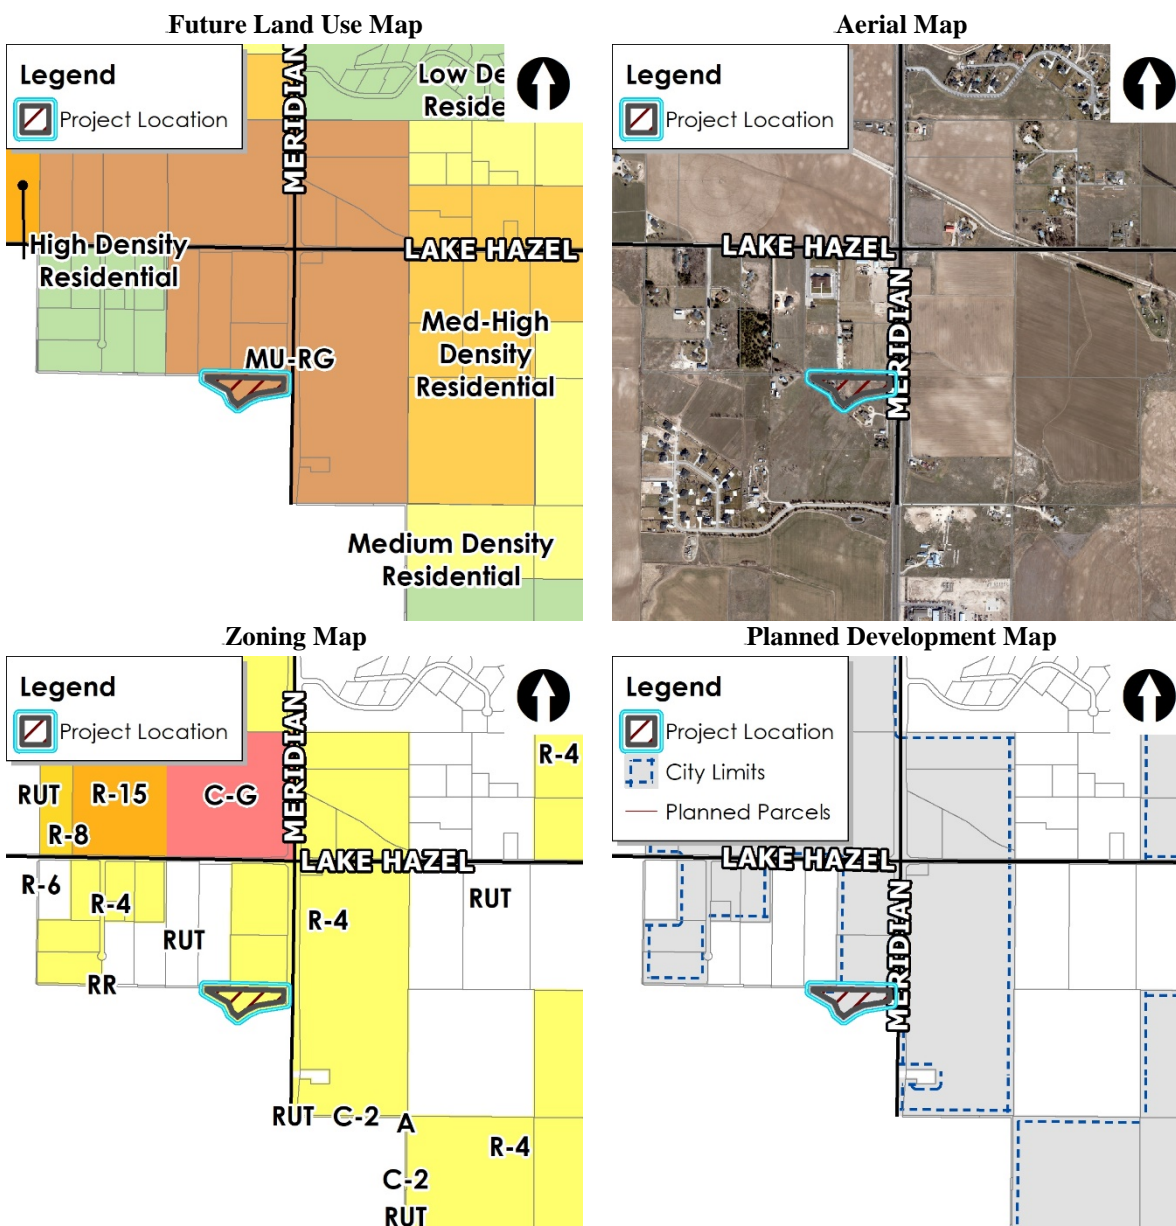 Future Land Use Map
Legend
Project Location
MERIDIAN
Low De
Reside
LAKE HAZEL
High Density
Residential
Med-High
Density
Residential
MU-RG
Medium Density
Residential
Aerial Map
Legend
Project Location
LAKE HAZEL
MERIDIAN
Zoning Map
Legend
Project Location
MERIDIAN
R-4
RUT
R-15
C-G
R-8
LAKE HAZEL
R-6
R-4
RUT
R-4
RUT
RR
RUT
C-2
A
R-4
C-2
RUT
Planned Development Map
Legend
Project Location
City Limits
Planned Parcels
LAKE HAZEL
MERIDIAN